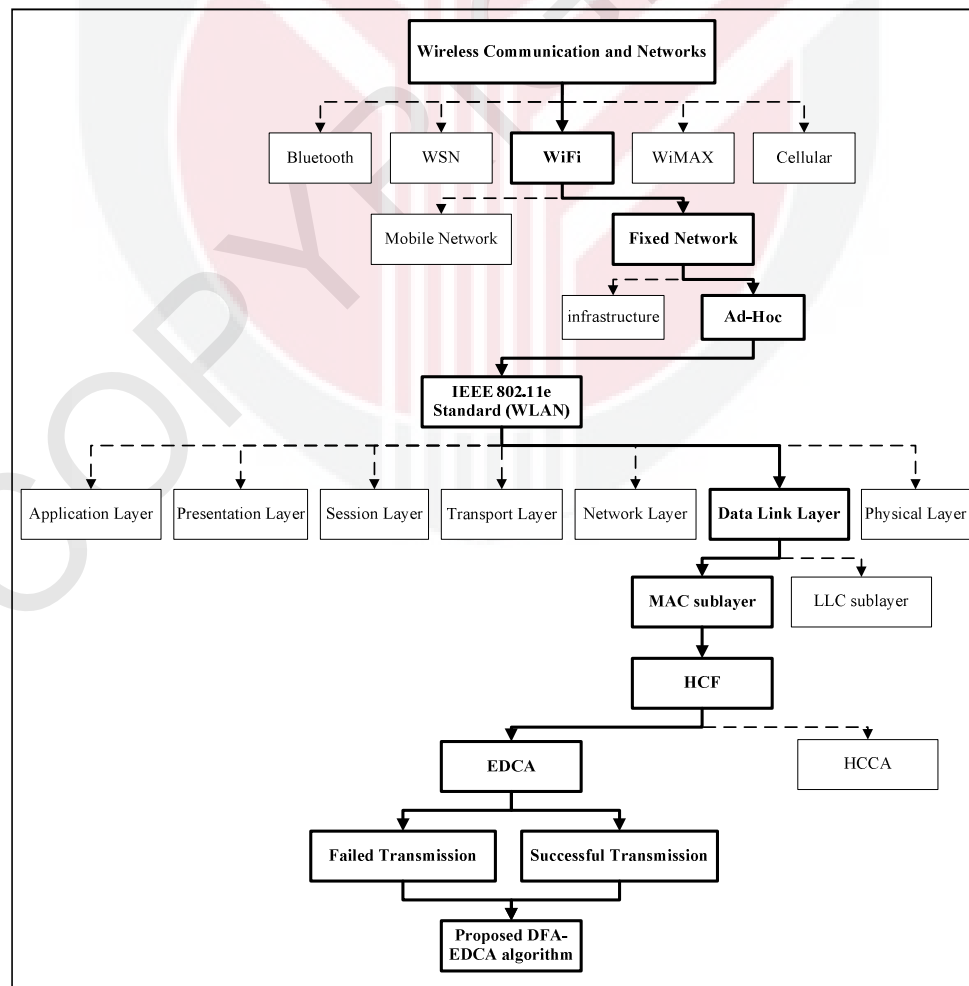 Wireless Communication and Networks
Bluetooth
WSN
WiFi
WiMAX
Cellular
Mobile Network
Fixed Network
infrastructure
Ad-Hoc
IEEE 802.11e
Standard (WLAN)
Application Layer
Presentation Layer
Session Layer
Transport Layer
Network Layer
Data Link Layer
Physical Layer
MAC sublayer
LLC sublayer
HCF
EDCA
HCCA
Failed Transmission
Successful Transmission
Proposed DFA-
EDCA algorithm